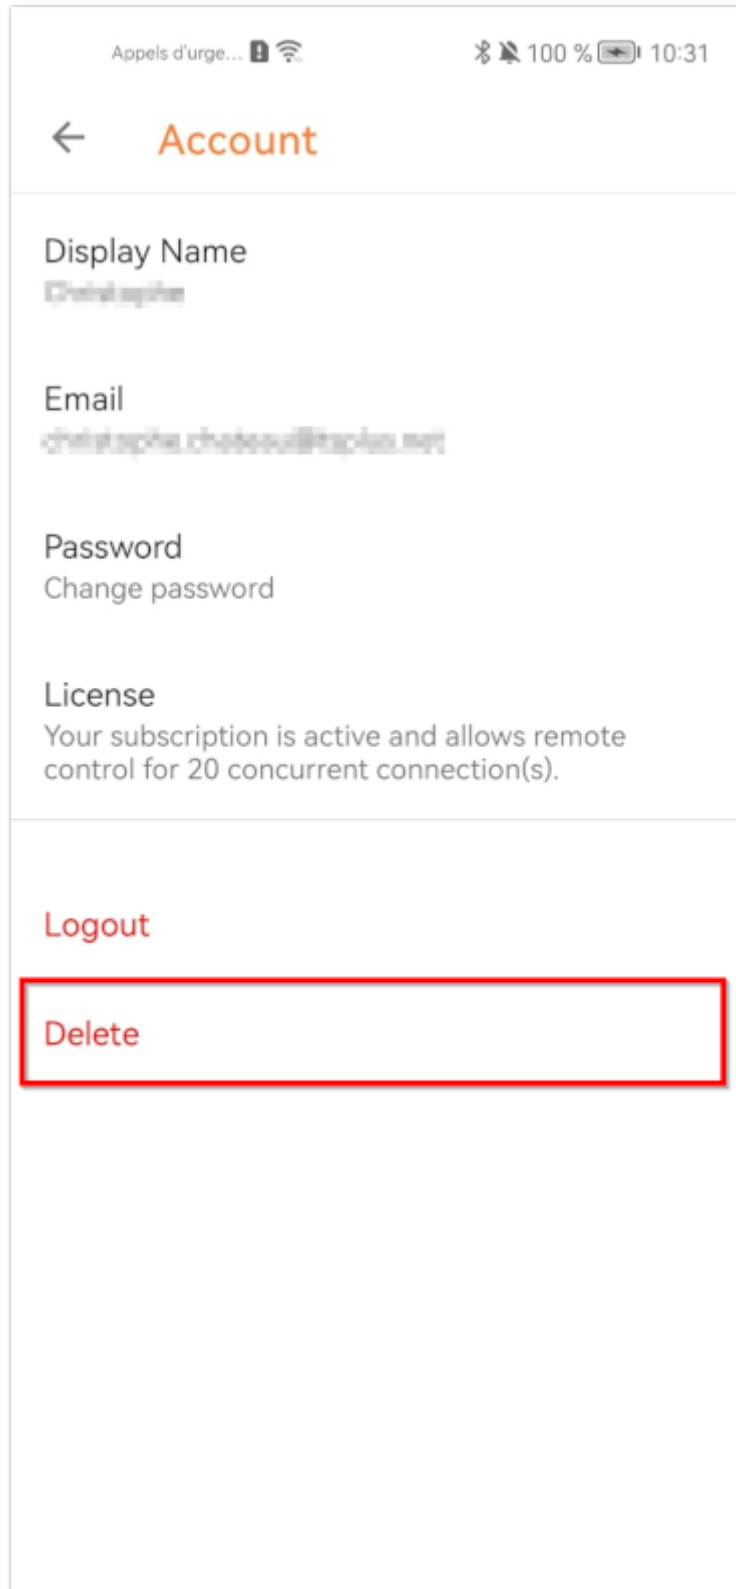 Appels d'urge... 100 % 10:31
Account
Display Name
Email
Password
Change password
License
Your subscription is active and allows remote
control for 20 concurrent connection(s).
Logout
Delete